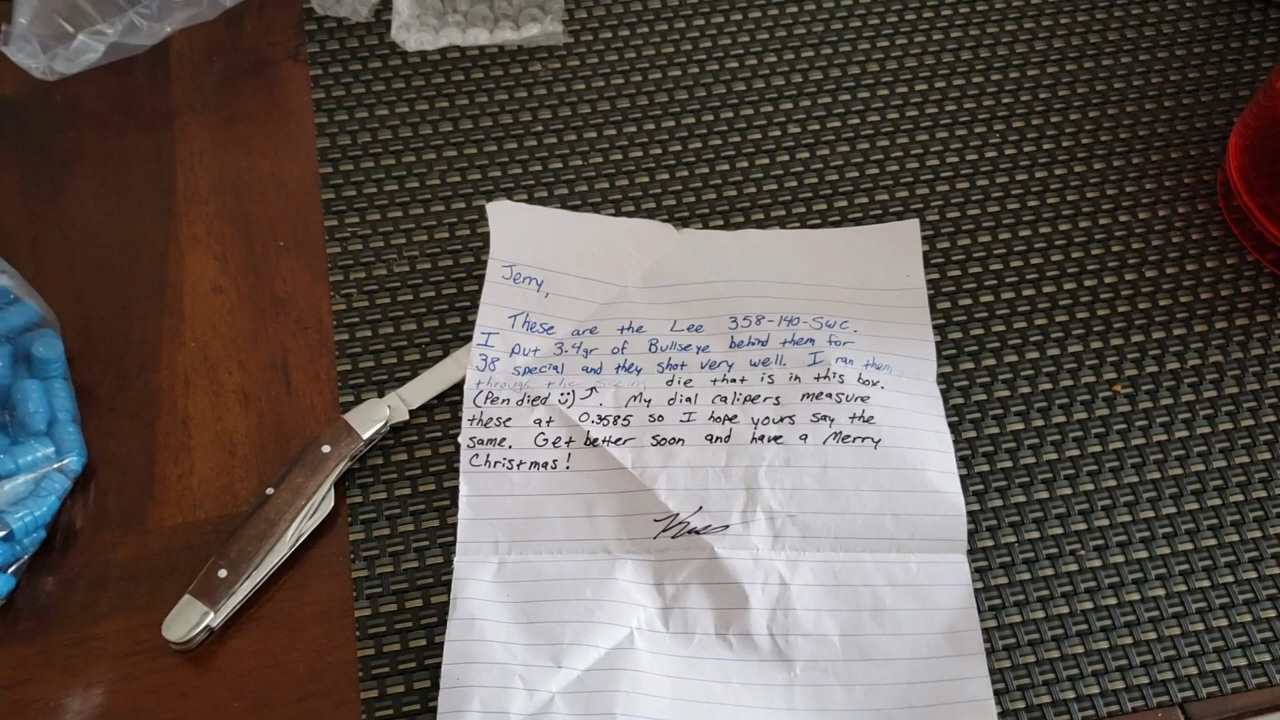 Jerry,
These are the Lee 358-140-SWC.
I put 3.4gr of Bullseye behind them for
38 special and they shot very well. I ran them
through the die that is in this box.
(Pen died ⍨)↗. My dial calipers measure
these at 0.3585 so I hope yours say the
same. Get better soon and have a Merry
Christmas!